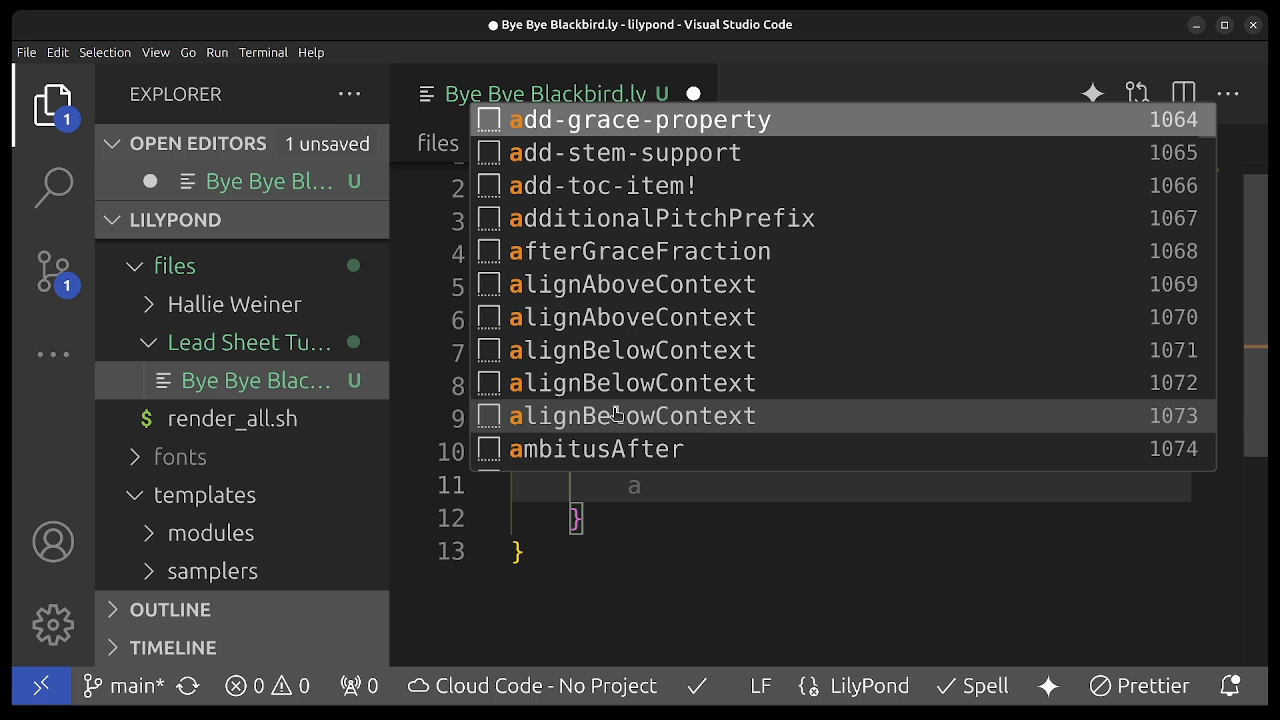 Bye Bye Blackbird.ly - lilypond - Visual Studio Code
File Edit Selection View Go Run Terminal Help
EXPLORER
Bye Bye Blackbird.ly U
1
OPEN EDITORS 1 unsaved
Bye Bye Bl... U
LILYPOND
files
Hallie Weiner
Lead Sheet Tu...
Bye Bye Blac... U
$ render_all.sh
fonts
templates
modules
samplers
OUTLINE
TIMELINE
1
files
add-grace-property 1064
add-stem-support 1065
add-toc-item! 1066
additionalPitchPrefix 1067
afterGraceFraction 1068
alignAboveContext 1069
alignAboveContext 1070
alignBelowContext 1071
alignBelowContext 1072
alignBelowContext 1073
ambitusAfter 1074
2
3
4
5
6
7
8
9
10
11 a
12 }
13 }
main* 0 0 0 Cloud Code - No Project LF {} LilyPond Spell Prettier